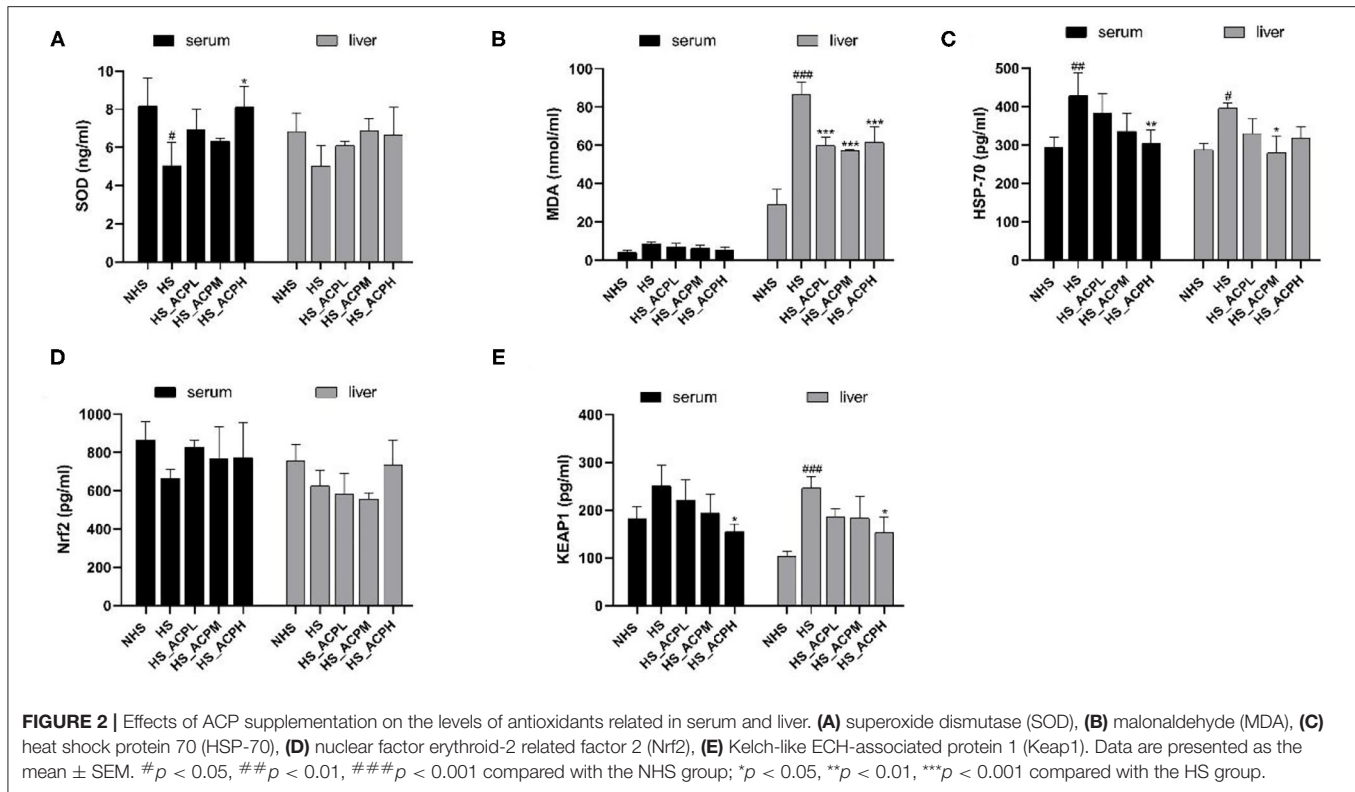 A
serum
liver
SOD (ng/ml)
10
8
6
4
2
0
#
*
NHS
HS
HS_ACPL
HS_ACPM
HS_ACPH
NHS
HS
HS_ACPL
HS_ACPM
HS_ACPH
B
serum
liver
MDA (nmol/ml)
100
80
60
40
20
0
###
***
***
***
NHS
HS
HS_ACPL
HS_ACPM
HS_ACPH
NHS
HS
HS_ACPL
HS_ACPM
HS_ACPH
C
serum
liver
HSP-70 (pg/ml)
500
400
300
200
100
0
##
**
#
*
NHS
HS
HS_ACPL
HS_ACPM
HS_ACPH
NHS
HS
HS_ACPL
HS_ACPM
HS_ACPH
D
serum
liver
Nrf2 (pg/ml)
1000
800
600
400
200
0
NHS
HS
HS_ACPL
HS_ACPM
HS_ACPH
NHS
HS
HS_ACPL
HS_ACPM
HS_ACPH
E
serum
liver
KEAP1 (pg/ml)
400
300
200
100
0
*
###
*
NHS
HS
HS_ACPL
HS_ACPM
HS_ACPH
NHS
HS
HS_ACPL
HS_ACPM
HS_ACPH
FIGURE 2 | Effects of ACP supplementation on the levels of antioxidants related in serum and liver. (A) superoxide dismutase (SOD), (B) malonaldehyde (MDA), (C)
heat shock protein 70 (HSP-70), (D) nuclear factor erythroid-2 related factor 2 (Nrf2), (E) Kelch-like ECH-associated protein 1 (Keap1). Data are presented as the
mean ± SEM. #p < 0.05, ##p < 0.01, ###p < 0.001 compared with the NHS group; *p < 0.05, **p < 0.01, ***p < 0.001 compared with the HS group.